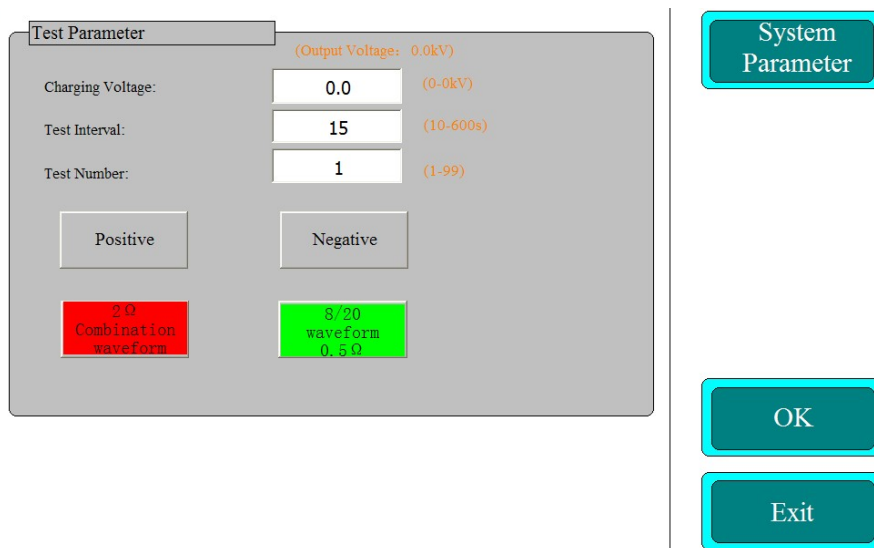 Test Parameter
(Output Voltage: 0.0kV)
Charging Voltage: 0.0 (0-0kV)
Test Interval: 15 (10-600s)
Test Number: 1 (1-99)
Positive
Negative
2Ω
Combination
waveform
8/20
waveform
0.5Ω
System
Parameter
OK
Exit